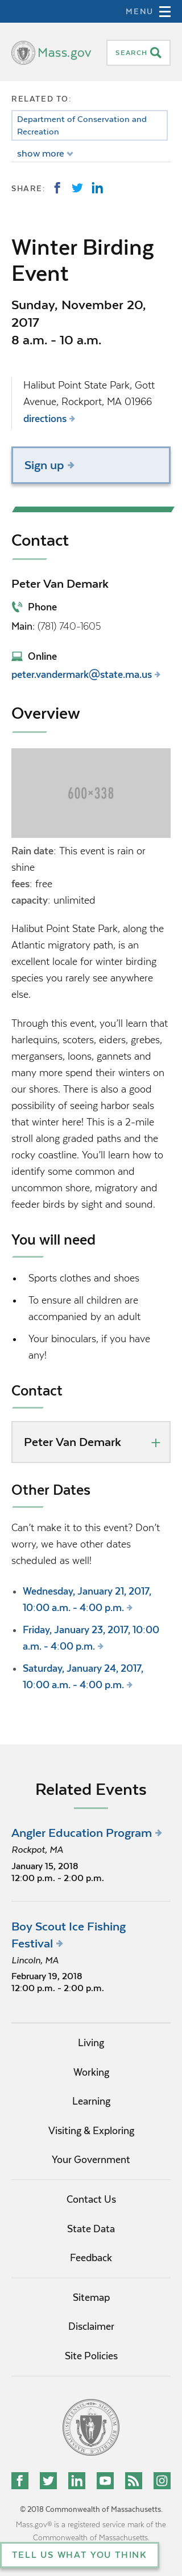 MENU
Mass.gov
SEARCH
RELATED TO:
Department of Conservation and
Recreation
show more
SHARE:
Winter Birding
Event
Sunday, November 20,
2017
8 a.m. - 10 a.m.
Halibut Point State Park, Gott
Avenue, Rockport, MA 01966
directions
Sign up
Contact
Peter Van Demark
Phone
Main: (781) 740-1605
Online
peter.vandermark@state.ma.us
Overview
600×338
Rain date: This event is rain or
shine
fees: free
capacity: unlimited
Halibut Point State Park, along the
Atlantic migratory path, is an
excellent locale for winter birding
species you rarely see anywhere
else.
Through this event, you'll learn that
harlequins, scoters, eiders, grebes,
mergansers, loons, gannets and
many more spend their winters on
our shores. There is also a good
possibility of seeing harbor seals
that winter here! This is a 2-mile
stroll along graded paths and the
rocky coastline. You'll learn how to
identify some common and
uncommon shore, migratory and
feeder birds by sight and sound.
You will need
Sports clothes and shoes
To ensure all children are
accompanied by an adult
Your binoculars, if you have
any!
Contact
Peter Van Demark
Other Dates
Can't make it to this event? Don't
worry, we have other dates
scheduled as well!
Wednesday, January 21, 2017,
10:00 a.m. - 4:00 p.m.
Friday, January 23, 2017, 10:00
a.m. - 4:00 p.m.
Saturday, January 24, 2017,
10:00 a.m. - 4:00 p.m.
Related Events
Angler Education Program
Rockpot, MA
January 15, 2018
12:00 p.m. - 2:00 p.m.
Boy Scout Ice Fishing
Festival
Lincoln, MA
February 19, 2018
12:00 p.m. - 2:00 p.m.
Living
Working
Learning
Visiting & Exploring
Your Government
Contact Us
State Data
Feedback
Sitemap
Disclaimer
Site Policies
© 2018 Commonwealth of Massachusetts.
Mass.gov® is a registered service mark of the
Commonwealth of Massachusetts.
TELL US WHAT YOU THINK